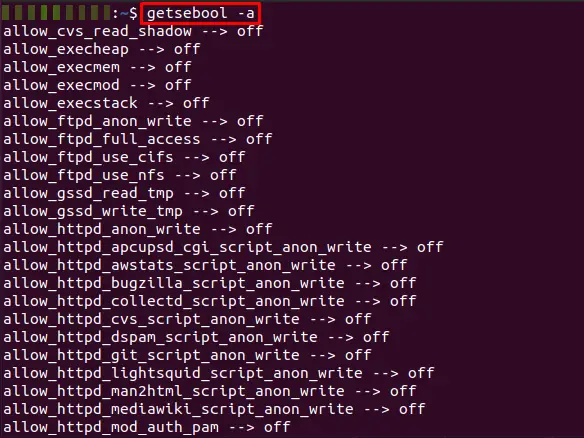 :~$ getsebool -a
allow_cvs_read_shadow --> off
allow_execheap --> off
allow_execmem --> off
allow_execmod --> off
allow_execstack --> off
allow_ftpd_anon_write --> off
allow_ftpd_full_access --> off
allow_ftpd_use_cifs --> off
allow_ftpd_use_nfs --> off
allow_gssd_read_tmp --> off
allow_gssd_write_tmp --> off
allow_httpd_anon_write --> off
allow_httpd_apcupsd_cgi_script_anon_write --> off
allow_httpd_awstats_script_anon_write --> off
allow_httpd_bugzilla_script_anon_write --> off
allow_httpd_collectd_script_anon_write --> off
allow_httpd_cvs_script_anon_write --> off
allow_httpd_dspam_script_anon_write --> off
allow_httpd_git_script_anon_write --> off
allow_httpd_lightsquid_script_anon_write --> off
allow_httpd_man2html_script_anon_write --> off
allow_httpd_mediawiki_script_anon_write --> off
allow_httpd_mod_auth_pam --> off